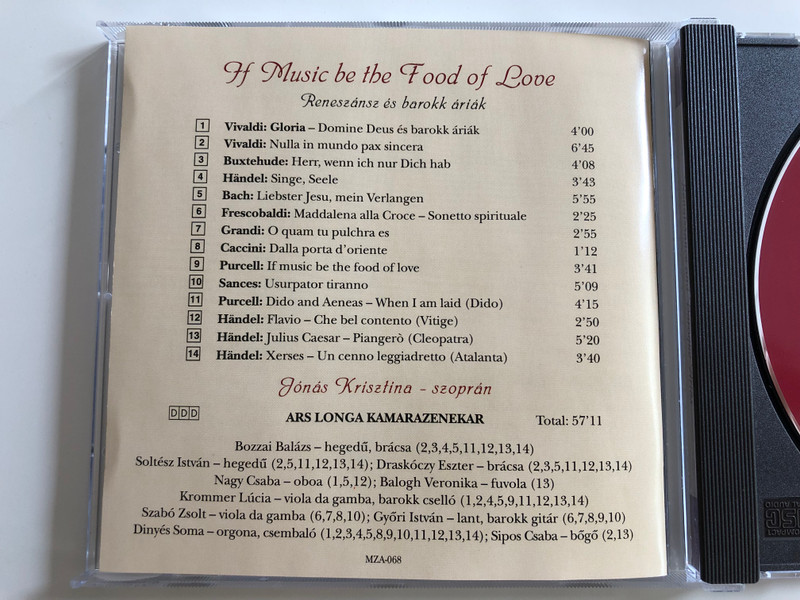 If Music be the Food of Love
Reneszánsz és barokk áriák
1 Vivaldi: Gloria – Domine Deus és barokk áriák 4'00
2 Vivaldi: Nulla in mundo pax sincera 6'45
3 Buxtehude: Herr, wenn ich nur Dich hab 4'08
4 Händel: Singe, Seele 3'43
5 Bach: Liebster Jesu, mein Verlangen 5'55
6 Frescobaldi: Maddalena alla Croce – Sonetto spirituale 2'25
7 Grandi: O quam tu pulchra es 2'55
8 Caccini: Dalla porta d'oriente 1'12
9 Purcell: If music be the food of love 3'41
10 Sances: Usurpator tiranno 5'09
11 Purcell: Dido and Aeneas – When I am laid (Dido) 4'15
12 Händel: Flavio – Che bel contento (Vitige) 2'50
13 Händel: Julius Caesar – Piangerò (Cleopatra) 5'20
14 Händel: Xerses – Un cenno leggiadretto (Atalanta) 3'40
Jónás Krisztina - szoprán
DDD ARS LONGA KAMARAZENEKAR Total: 57'11
Bozzai Balázs – hegedű, brácsa (2,3,4,5,11,12,13,14)
Soltész István – hegedű (2,5,11,12,13,14); Draskóczy Eszter – brácsa (2,3,5,11,12,13,14)
Nagy Csaba – oboa (1,5,12); Balogh Veronika – fuvola (13)
Krommer Lúcia – viola da gamba, barokk cselló (1,2,4,5,9,11,12,13,14)
Szabó Zsolt – viola da gamba (6,7,8,10); Győri István – lant, barokk gitár (6,7,8,9,10)
Dinyés Soma – orgona, csembaló (1,2,3,4,5,8,9,10,11,12,13,14); Sipos Csaba – bőgő (2,13)
MZA-068